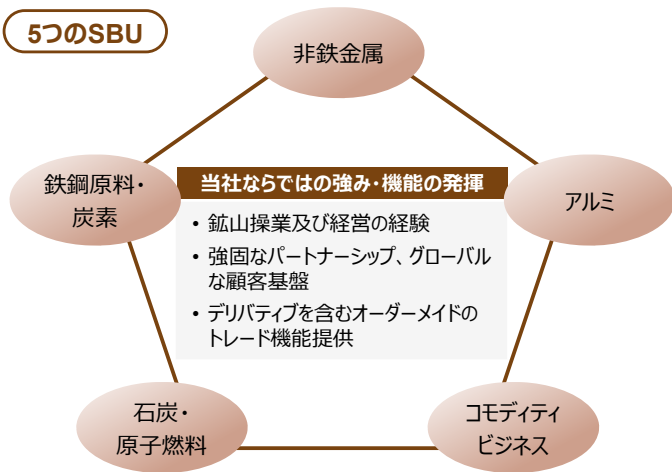 5つのSBU
非鉄金属
鉄鋼原料・
炭素
当社ならではの強み・機能の発揮
アルミ
• 鉱山操業及び経営の経験
• 強固なパートナーシップ、グローバル
な顧客基盤
• デリバティブを含むオーダーメイドの
トレード機能提供
石炭・
原子燃料
コモディティ
ビジネス